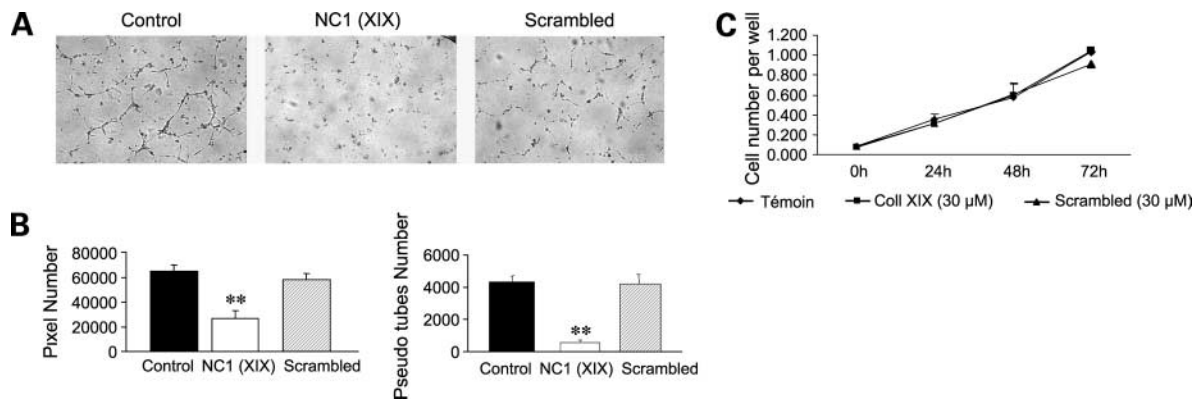 A
Control NC1 (XIX) Scrambled
B
Pixel Number
80000
60000
40000
20000
0
**
Control NC1 (XIX) Scrambled
Pseudo tubes Number
6000
4000
2000
0
**
Control NC1 (XIX) Scrambled
C
Cell number per well
1.200
1.000
0.800
0.600
0.400
0.200
0.000
0h 24h 48h 72h
Témoin Coll XIX (30 µM) Scrambled (30 µM)